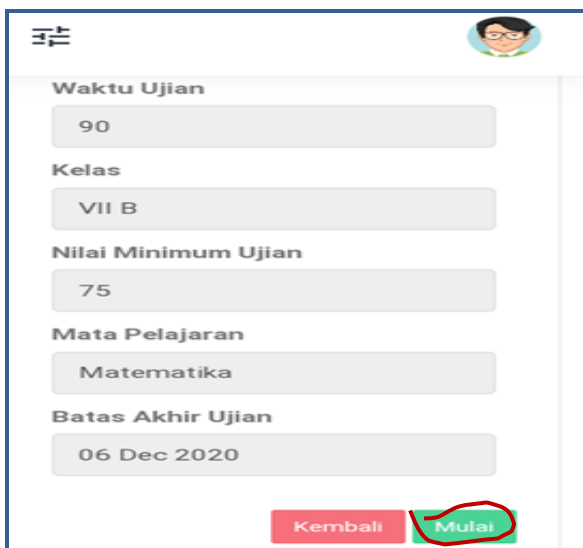 Waktu Ujian
90
Kelas
VII B
Nilai Minimum Ujian
75
Mata Pelajaran
Matematika
Batas Akhir Ujian
06 Dec 2020
Kembali Mulai